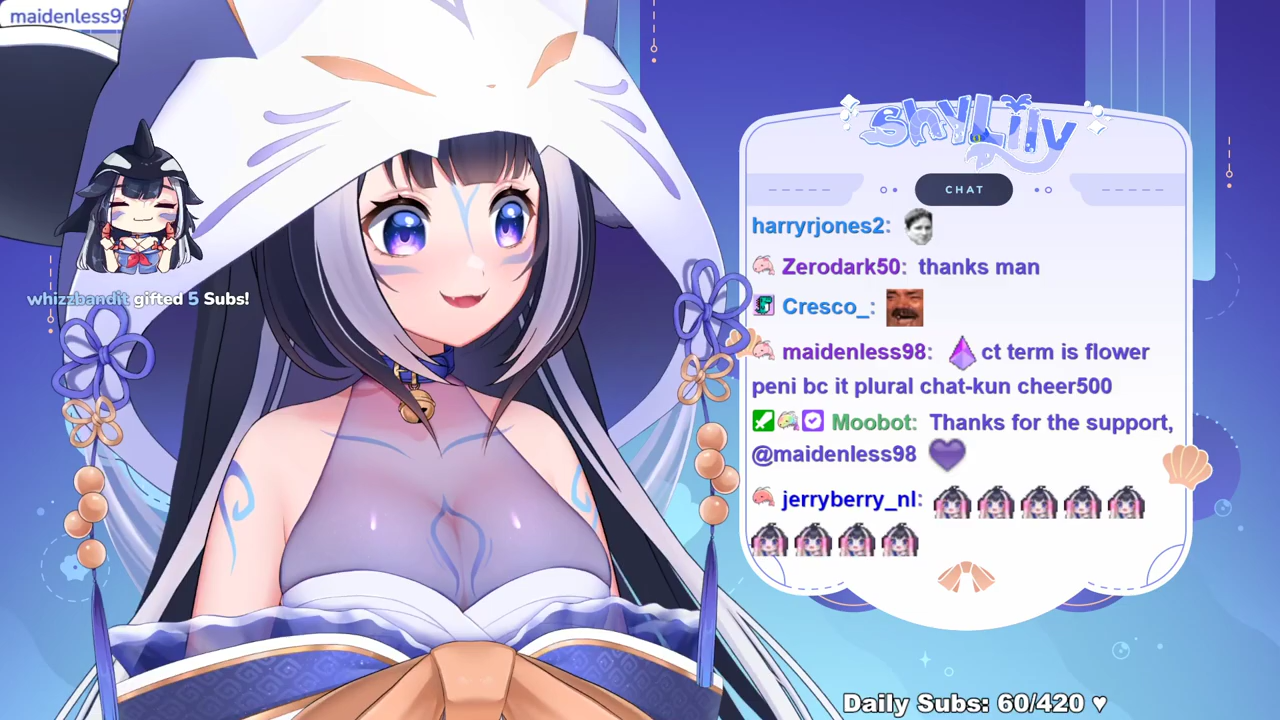 maidenless98
shyLily
CHAT
harryrjones2:
Zerodark50: thanks man
Cresco_:
maidenless98: ct term is flower
peni bc it plural chat-kun cheer500
Moobot: Thanks for the support,
@maidenless98
jerryberry_nl:
whizzbandit gifted 5 Subs!
Daily Subs: 60/420 ♥